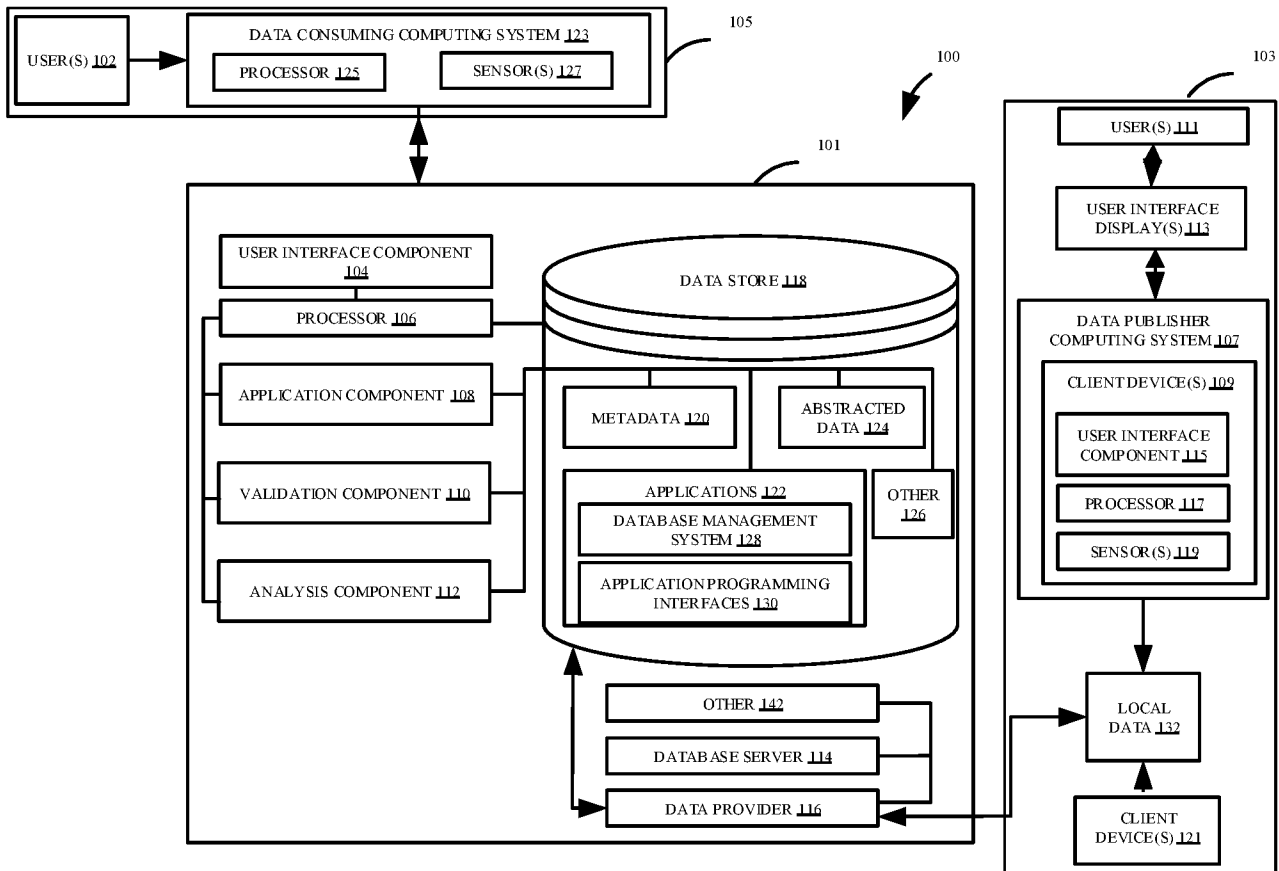 105
DATA CONSUMING COMPUTING SYSTEM 123
USER(S) 102
PROCESSOR 125
SENSOR(S) 127
100
103
101
USER(S) 111
USER INTERFACE
DISPLAY(S) 113
USER INTERFACE COMPONENT
104
PROCESSOR 106
APPLICATION COMPONENT 108
VALIDATION COMPONENT 110
ANALYSIS COMPONENT 112
DATA STORE 118
METADATA 120
ABSTRACTED
DATA 124
APPLICATIONS 122
DATABASE MANAGEMENT
SYSTEM 128
APPLICATION PROGRAMMING
INTERFACES 130
OTHER
126
OTHER 142
DATABASE SERVER 114
DATA PROVIDER 116
DATA PUBLISHER
COMPUTING SYSTEM 107
CLIENT DEVICE(S) 109
USER INTERFACE
COMPONENT 115
PROCESSOR 117
SENSOR(S) 119
LOCAL
DATA 132
CLIENT
DEVICE(S) 121